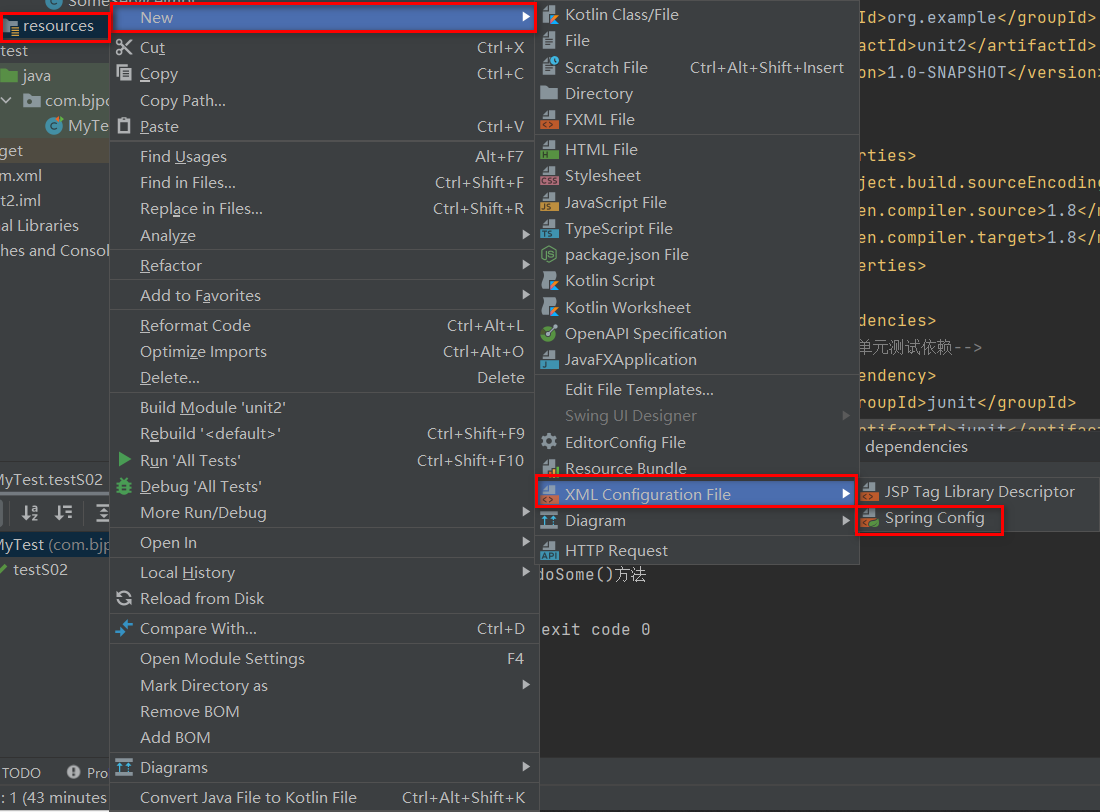 resources
test
java
com.bjpo
MyTe
get
m.xml
t2.iml
al Libraries
hes and Consol
MyTest.testS02
MyTest (com.bjp
testS02
TODO
Pro
: 1 (43 minutes
New
Cut Ctrl+X
Copy Ctrl+C
Copy Path...
Paste Ctrl+V
Find Usages Alt+F7
Find in Files... Ctrl+Shift+F
Replace in Files... Ctrl+Shift+R
Analyze
Refactor
Add to Favorites
Reformat Code Ctrl+Alt+L
Optimize Imports Ctrl+Alt+O
Delete... Delete
Build Module 'unit2'
Rebuild '<default>' Ctrl+Shift+F9
Run 'All Tests' Ctrl+Shift+F10
Debug 'All Tests'
More Run/Debug
Open In
Local History
Reload from Disk
Compare With... Ctrl+D
Open Module Settings F4
Mark Directory as
Remove BOM
Add BOM
Diagrams
Convert Java File to Kotlin File Ctrl+Alt+Shift+K
Kotlin Class/File
File
Scratch File Ctrl+Alt+Shift+Insert
Directory
FXML File
HTML File
Stylesheet
JavaScript File
TypeScript File
package.json File
Kotlin Script
Kotlin Worksheet
OpenAPI Specification
JavaFXApplication
Edit File Templates...
Swing UI Designer
EditorConfig File
Resource Bundle
XML Configuration File
Diagram
HTTP Request
JSP Tag Library Descriptor
Spring Config
Id>org.example</groupId>
actId>unit2</artifactId>
on>1.0-SNAPSHOT</version>
rties>
ject.build.sourceEncoding
en.compiler.source>1.8</m
en.compiler.target>1.8</m
erties>
dencies>
单元测试依赖-->
endency>
roupId>junit</groupId>
rtifactId>junit</artifact
dependencies
doSome()方法
exit code 0